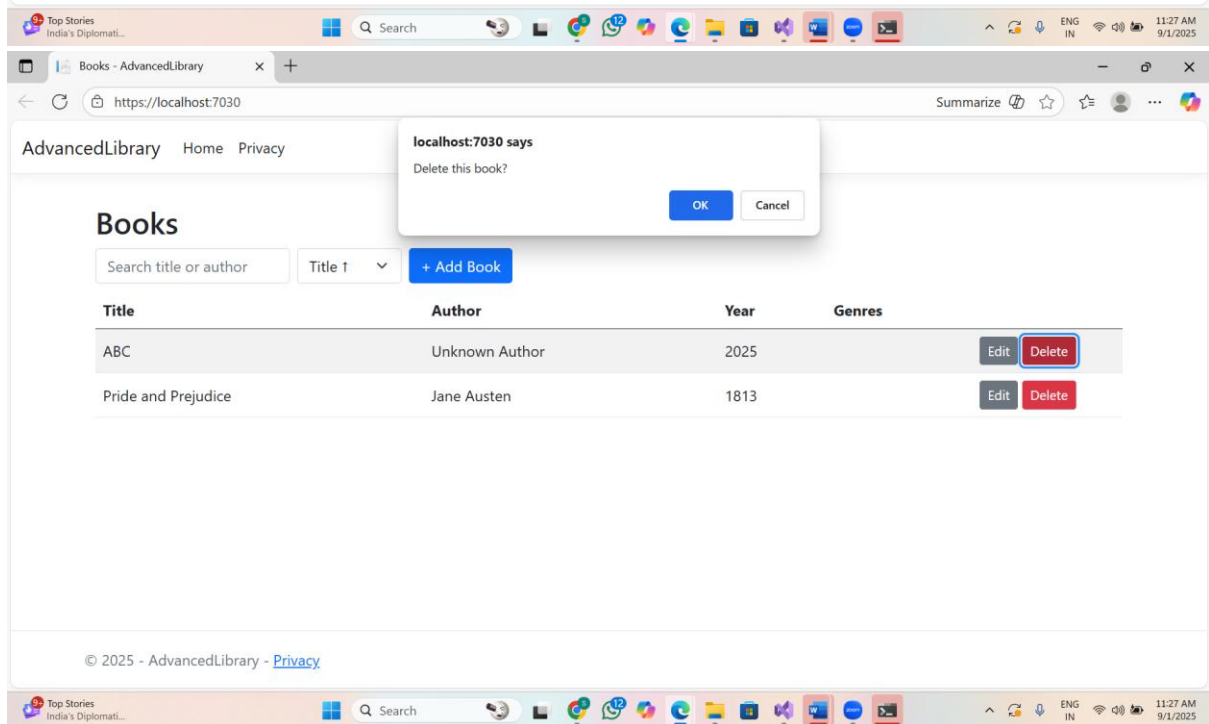 Top Stories
India's Diplomati...
Search
ENG
IN
11:27 AM
9/1/2025
Books - AdvancedLibrary
https://localhost:7030
Summarize
AdvancedLibrary Home Privacy
localhost:7030 says
Delete this book?
OK Cancel
Books
Search title or author Title ↑ + Add Book
Title Author Year Genres
ABC Unknown Author 2025 Edit Delete
Pride and Prejudice Jane Austen 1813 Edit Delete
© 2025 - AdvancedLibrary - Privacy
Top Stories
India's Diplomati...
Search
ENG
IN
11:27 AM
9/1/2025